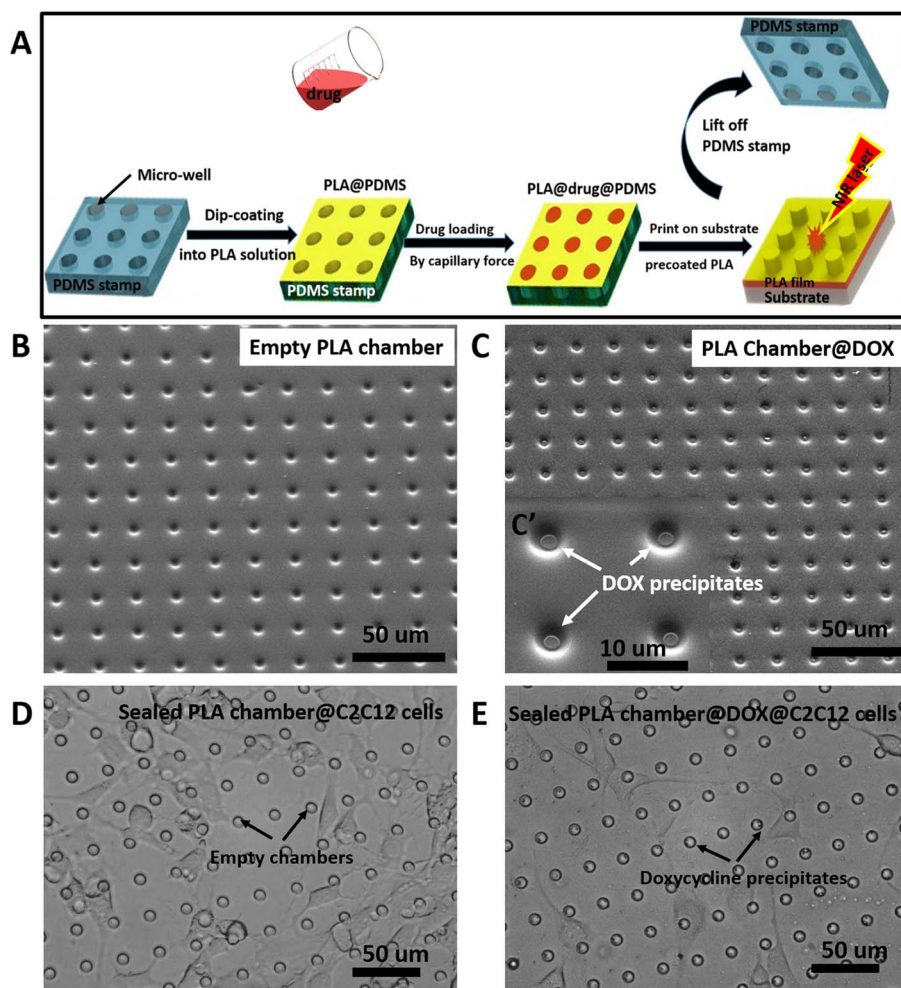 A
drug
PDMS stamp
Lift off
PDMS stamp
NIR laser
Micro-well
PLA@PDMS
PLA@drug@PDMS
Dip-coating
into PLA solution
Drug loading
By capillary force
Print on substrate
precoated PLA
PDMS stamp
PDMS stamp
PLA film
Substrate
B
Empty PLA chamber
50 um
C
PLA Chamber@DOX
C'
DOX precipitates
10 um
50 um
D
Sealed PLA chamber@C2C12 cells
Empty chambers
50 um
E
Sealed PLA chamber@DOX@C2C12 cells
Doxycycline precipitates
50 um